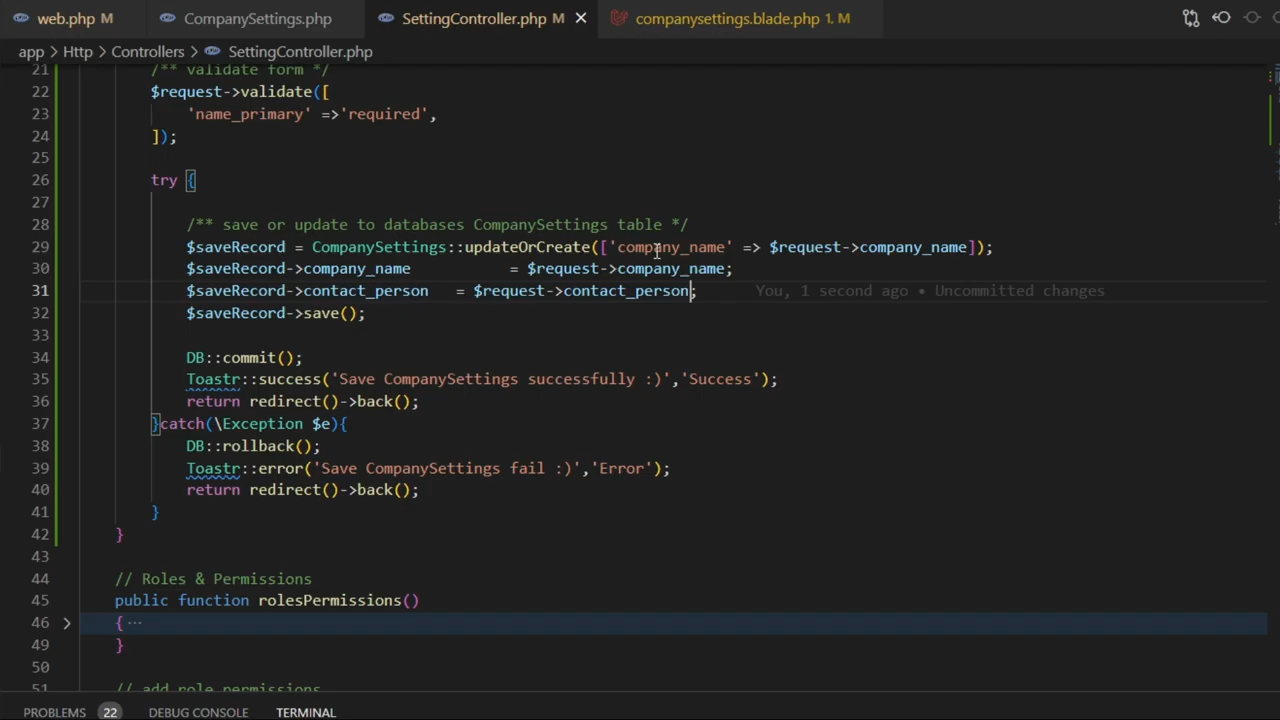 web.php M CompanySettings.php SettingController.php M × companysettings.blade.php 1, M
app > Http > Controllers > SettingController.php
21 /** validate form */
22 $request->validate([
23 'name_primary' =>'required',
24 ]);
25
26 try {
27
28 /** save or update to databases CompanySettings table */
29 $saveRecord = CompanySettings::updateOrCreate(['company_name' => $request->company_name]);
30 $saveRecord->company_name = $request->company_name;
31 $saveRecord->contact_person = $request->contact_person; You, 1 second ago • Uncommitted changes
32 $saveRecord->save();
33
34 DB::commit();
35 Toastr::success('Save CompanySettings successfully :)','Success');
36 return redirect()->back();
37 }catch(\Exception $e){
38 DB::rollback();
39 Toastr::error('Save CompanySettings fail :)','Error');
40 return redirect()->back();
41 }
42 }
43
44 // Roles & Permissions
45 public function rolesPermissions()
46 > { ···
49 }
50
51 // add role permissions
PROBLEMS 22 DEBUG CONSOLE TERMINAL